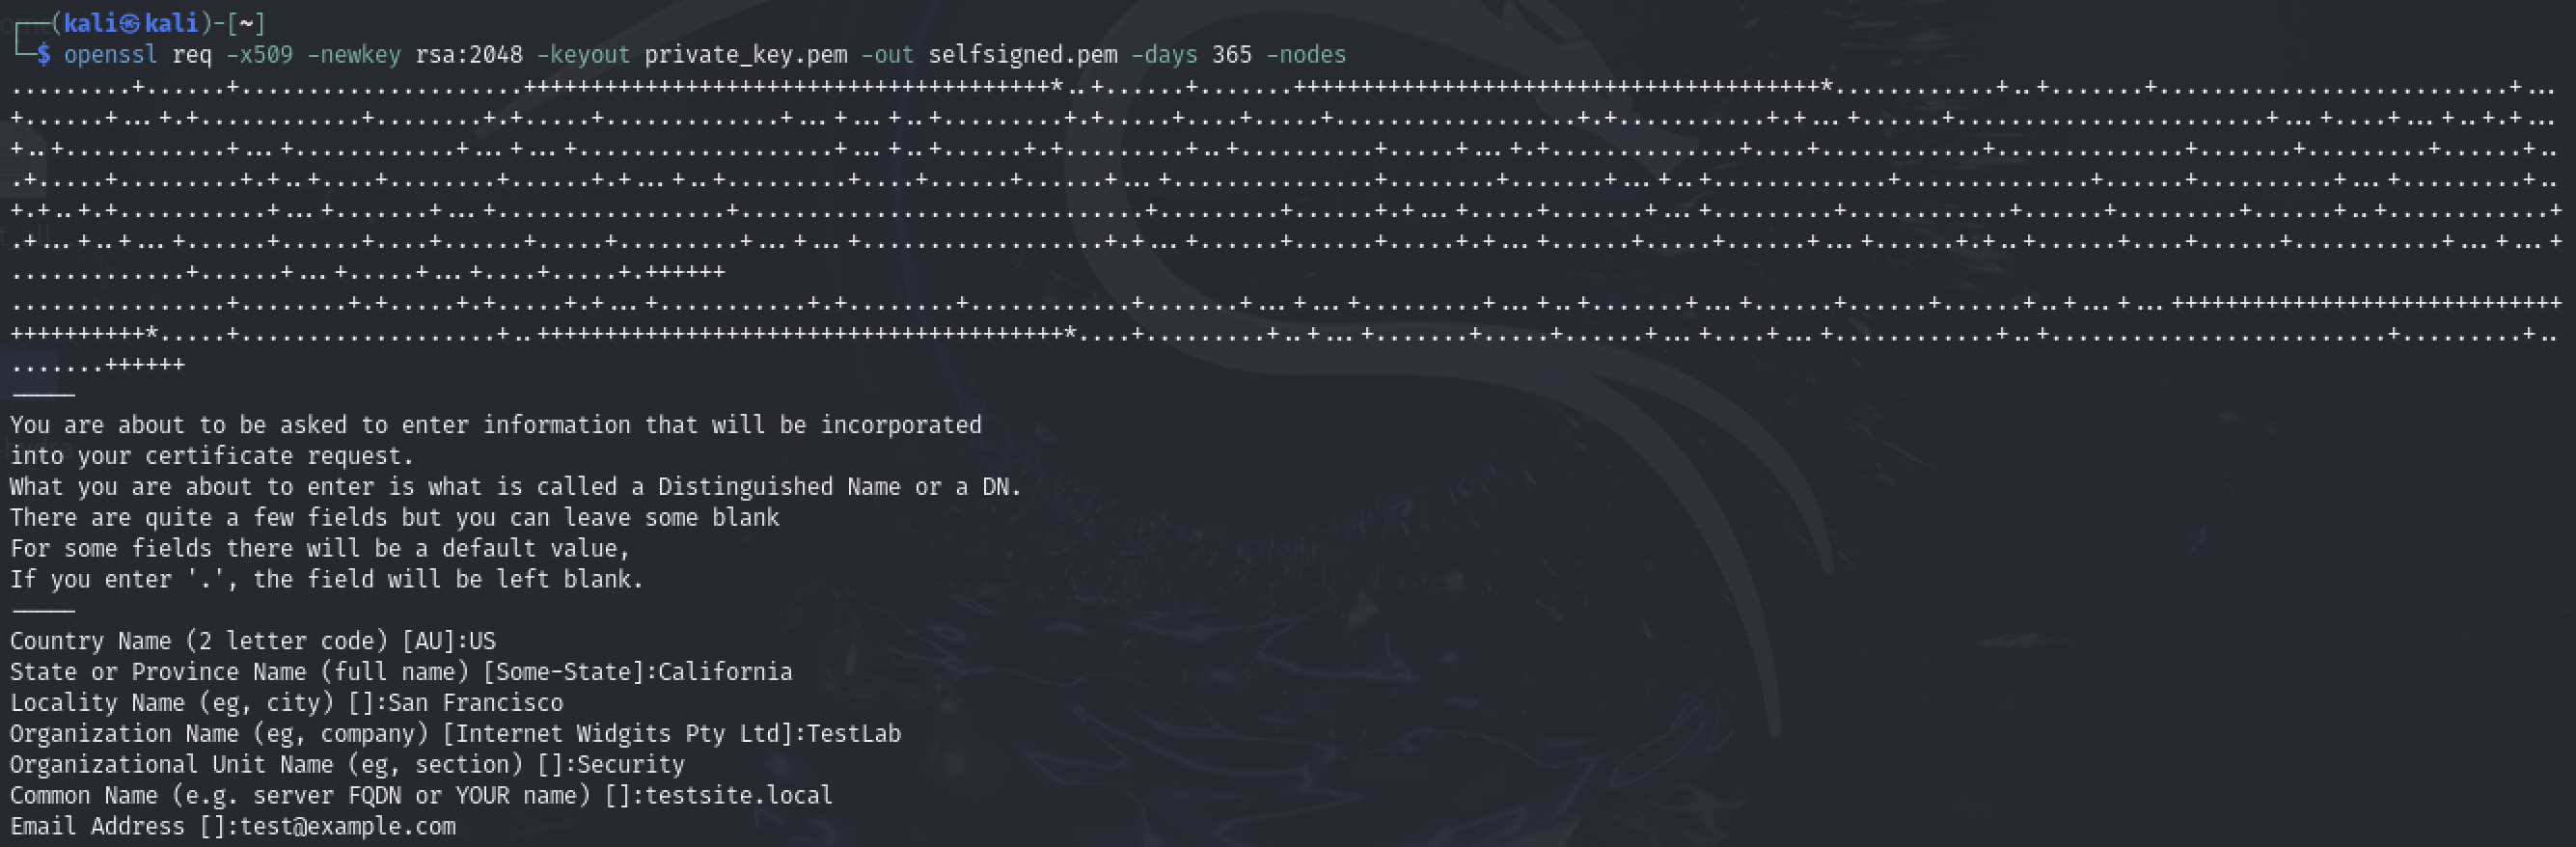 ┌──(kali㉿kali)-[~]
└─$ openssl req -x509 -newkey rsa:2048 -keyout private_key.pem -out selfsigned.pem -days 365 -nodes
-----
You are about to be asked to enter information that will be incorporated
into your certificate request.
What you are about to enter is what is called a Distinguished Name or a DN.
There are quite a few fields but you can leave some blank
For some fields there will be a default value,
If you enter '.', the field will be left blank.
-----
Country Name (2 letter code) [AU]:US
State or Province Name (full name) [Some-State]:California
Locality Name (eg, city) []:San Francisco
Organization Name (eg, company) [Internet Widgits Pty Ltd]:TestLab
Organizational Unit Name (eg, section) []:Security
Common Name (e.g. server FQDN or YOUR name) []:testsite.local
Email Address []:test@example.com